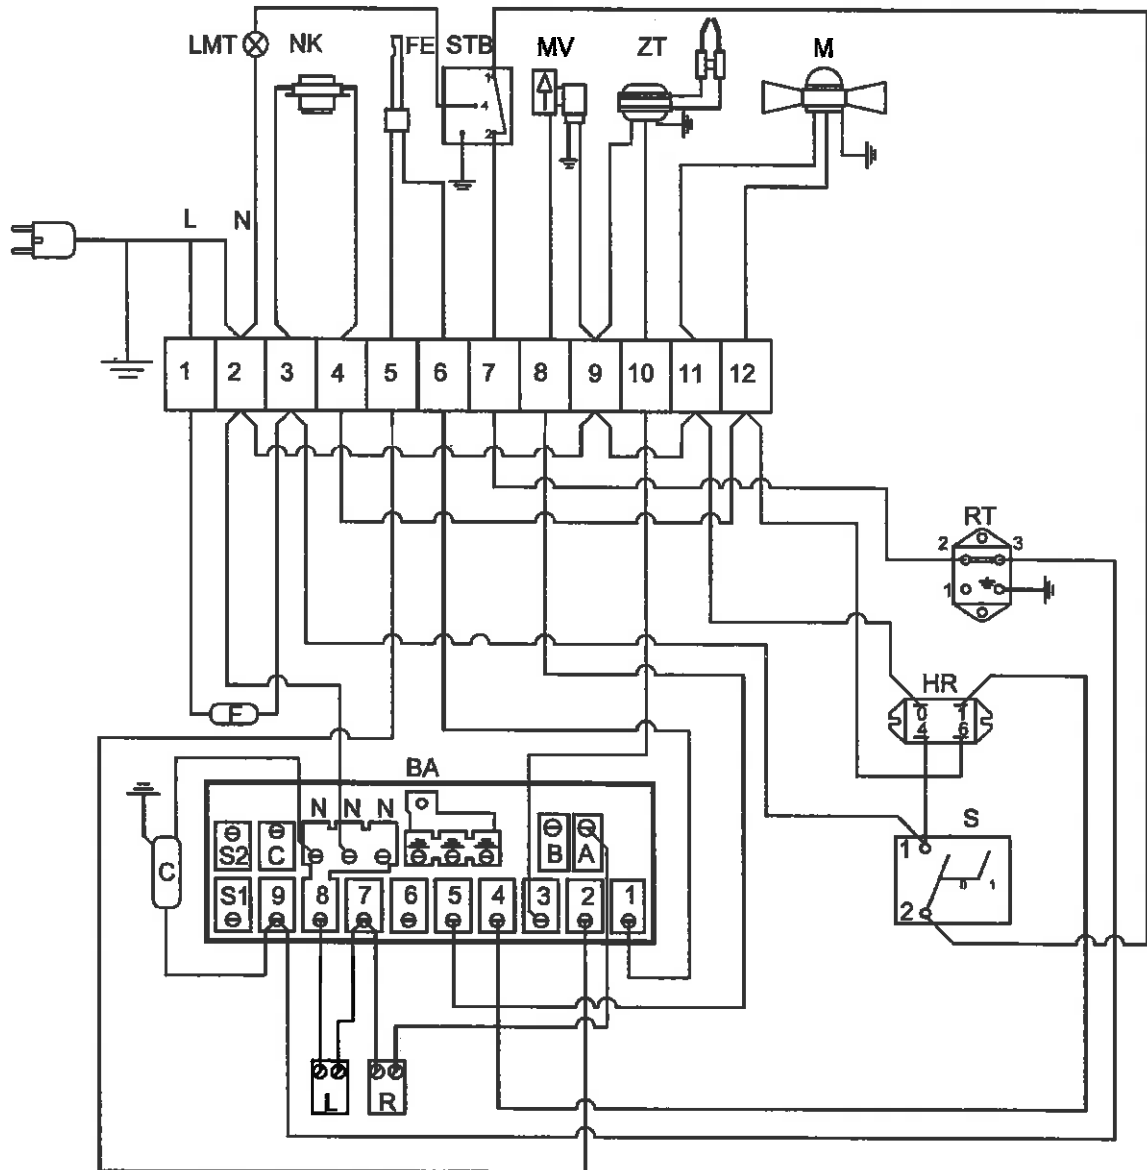 LMT NK FE STB MV ZT M
1
4
2
L N
1 2 3 4 5 6 7 8 9 10 11 12
RT
2 3
1
HR
0 1
4 6
F
BA
S
N N N
S2 C B A
C
1
0 1
S1 9 8 7 6 5 4 3 2 1
2
L R